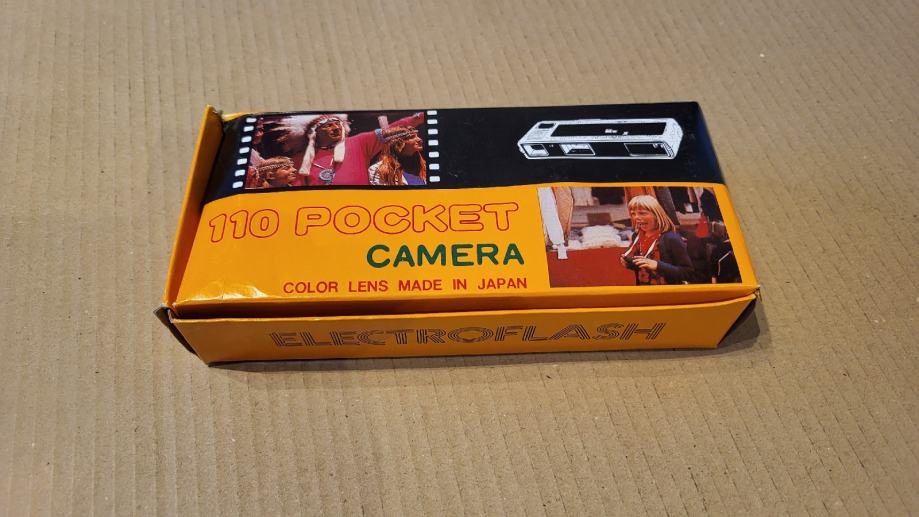 110 POCKET
CAMERA
COLOR LENS MADE IN JAPAN
ELECTROFLASH